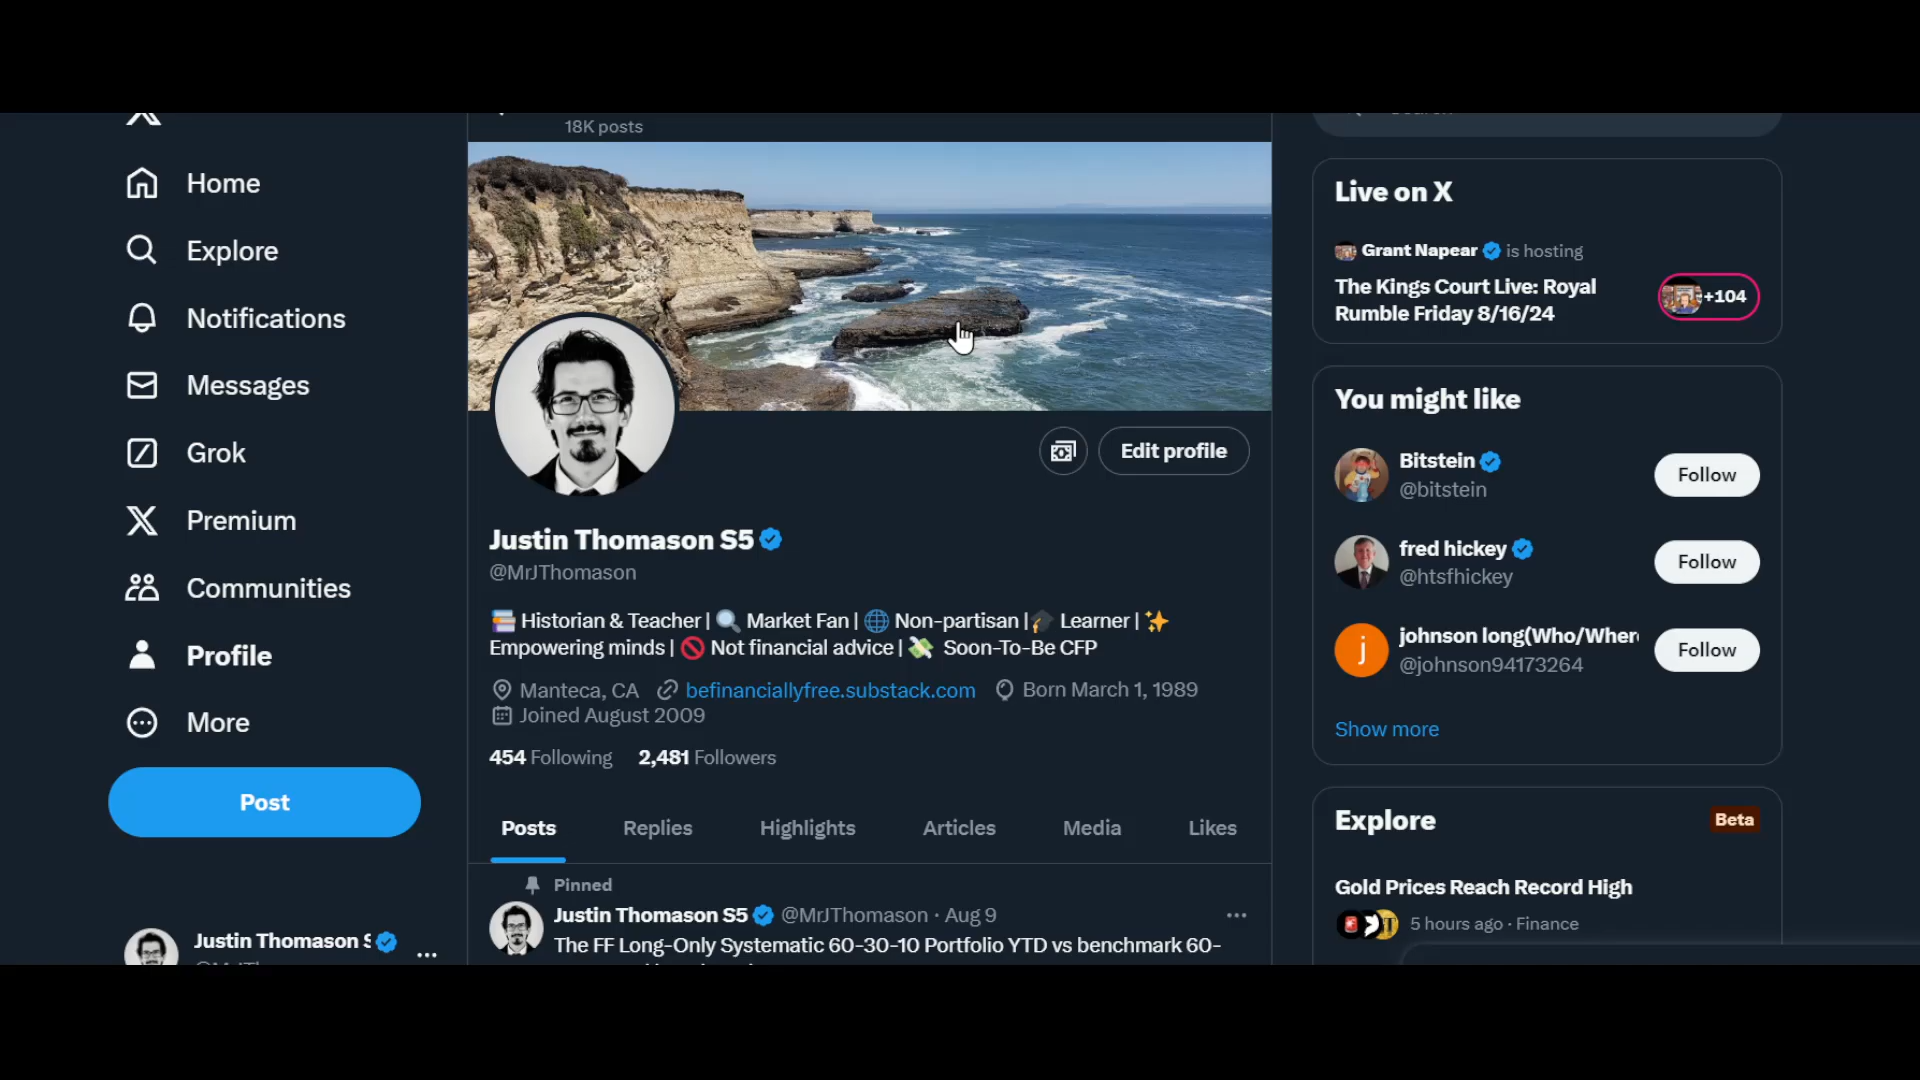 18K posts
Home
Explore
Notifications
Messages
Grok
Premium
Communities
Profile
More
Post
Justin Thomason S
Edit profile
Justin Thomason S5
@MrJThomason
📚 Historian & Teacher | 🔍 Market Fan | 🌐 Non-partisan |🎓 Learner | ✨
Empowering minds | 🚫 Not financial advice | 💸 Soon-To-Be CFP
Manteca, CA befinanciallyfree.substack.com Born March 1, 1989
Joined August 2009
454 Following 2,481 Followers
Posts Replies Highlights Articles Media Likes
Pinned
Justin Thomason S5 @MrJThomason · Aug 9
The FF Long-Only Systematic 60-30-10 Portfolio YTD vs benchmark 60-
Live on X
Grant Napear is hosting
The Kings Court Live: Royal
Rumble Friday 8/16/24
+104
You might like
Bitstein
@bitstein
Follow
fred hickey
@htsfhickey
Follow
johnson long(Who/Wher
@johnson94173264
Follow
j
Show more
Explore
Beta
Gold Prices Reach Record High
5 hours ago · Finance